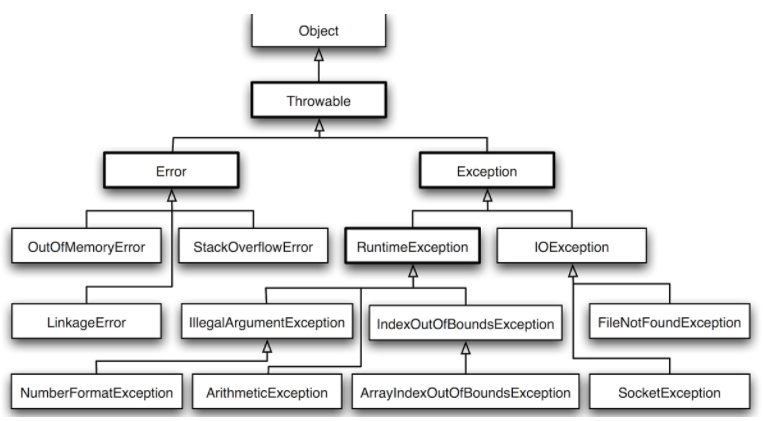 Object
Throwable
Error
Exception
OutOfMemoryError
StackOverflowError
RuntimeException
IOException
LinkageError
IllegalArgumentException
IndexOutOfBoundsException
FileNotFoundException
NumberFormatException
ArithmeticException
ArrayIndexOutOfBoundsException
SocketException